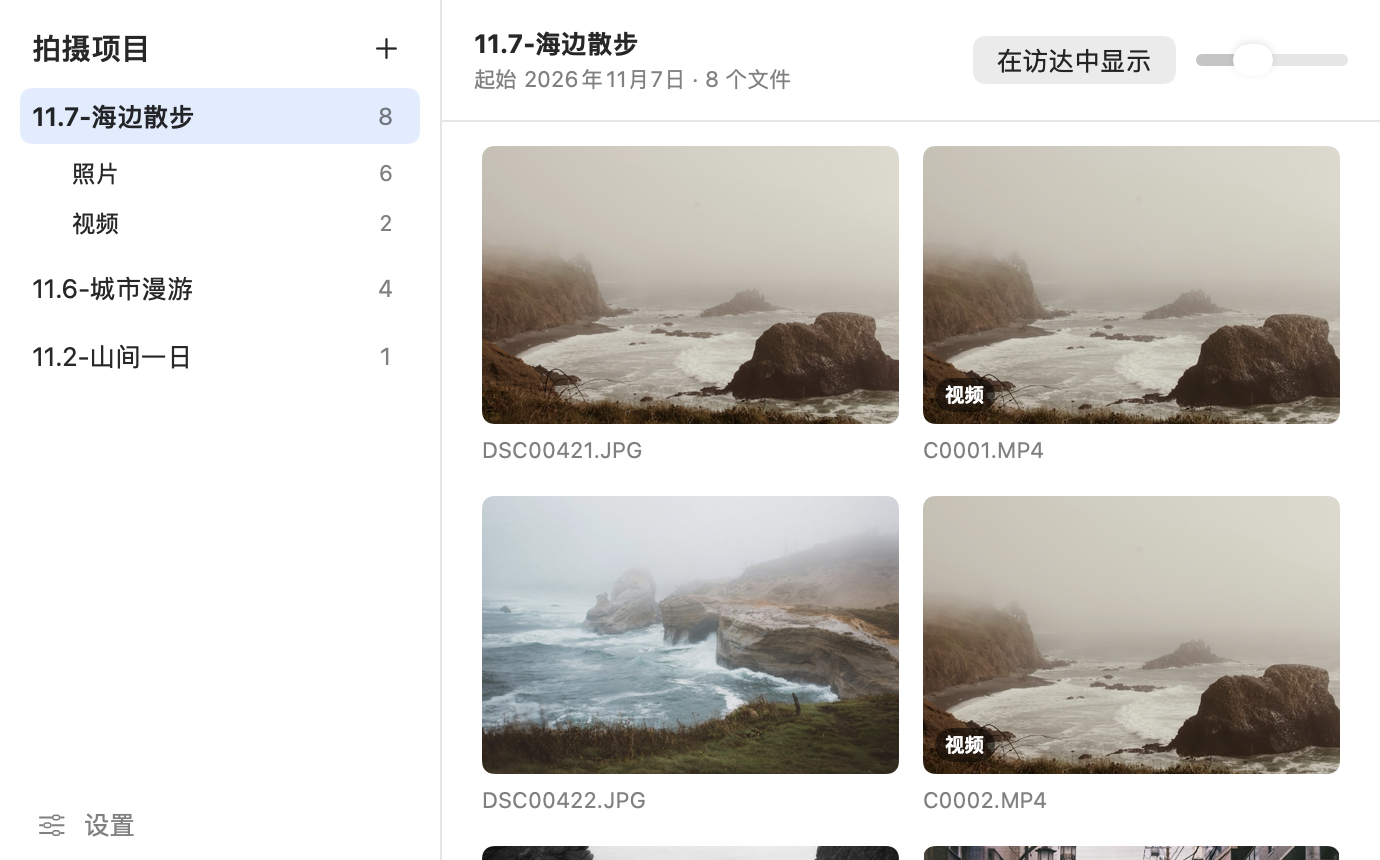 拍摄项目
11.7-海边散步 8
照片 6
视频 2
11.6-城市漫游 4
11.2-山间一日 1
设置
11.7-海边散步
起始 2026年11月7日 · 8 个文件
在访达中显示
DSC00421.JPG
视频
C0001.MP4
DSC00422.JPG
视频
C0002.MP4